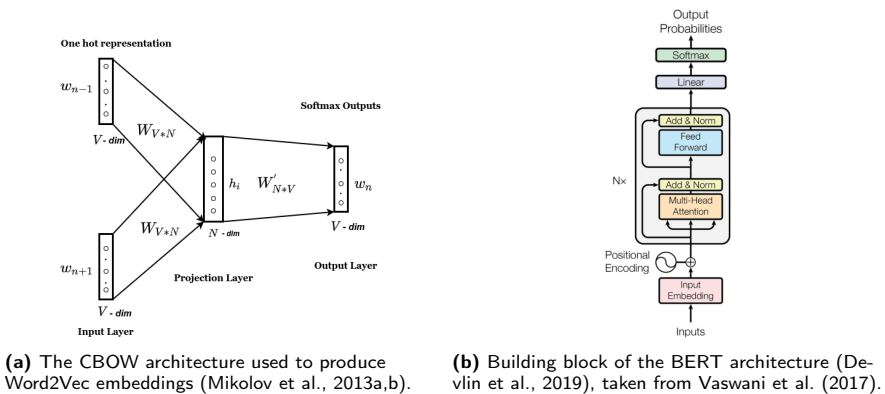 One hot representation
w_{n-1}
V - dim
W_{V*N}
Softmax Outputs
h_i
W'_{N*V}
w_n
W_{V*N}
N - dim
V - dim
w_{n+1}
Projection Layer
Output Layer
V - dim
Input Layer
(a) The CBOW architecture used to produce
Word2Vec embeddings (Mikolov et al., 2013a,b).
Output
Probabilities
Softmax
Linear
Add & Norm
Feed
Forward
N×
Add & Norm
Multi-Head
Attention
Positional
Encoding
Input
Embedding
Inputs
(b) Building block of the BERT architecture (De-
vlin et al., 2019), taken from Vaswani et al. (2017).